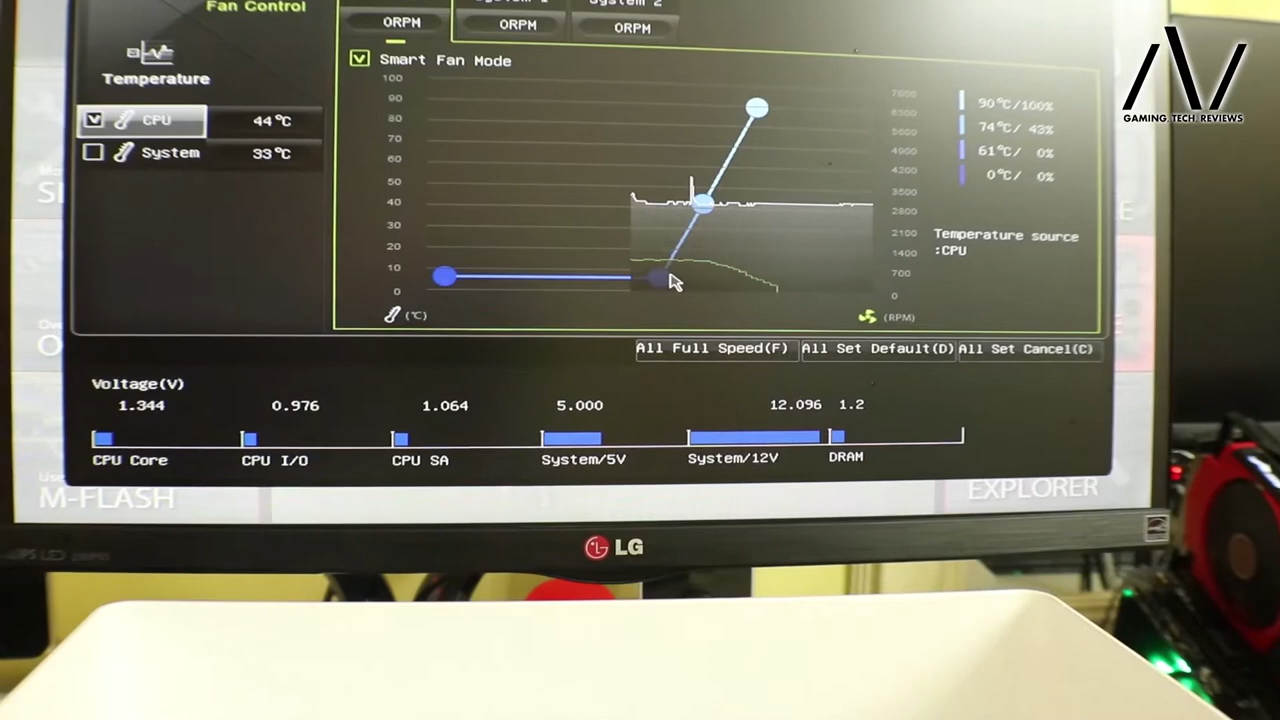 Fan Control
0RPM
0RPM
0RPM
System 2
Temperature
Smart Fan Mode
CPU 44°C
System 33°C
100
90
80
70
60
50
40
30
20
10
0
7000
6300
5600
4900
4200
3500
2800
2100
1400
700
0
(°C)
(RPM)
90°C/100%
74°C/ 43%
61°C/ 0%
0°C/ 0%
Temperature source
:CPU
All Full Speed(F) All Set Default(D) All Set Cancel(C)
Voltage(V)
1.344 0.976 1.064 5.000 12.096 1.2
CPU Core CPU I/O CPU SA System/5V System/12V DRAM
M-FLASH
EXPLORER
LG
GAMING TECH REVIEWS